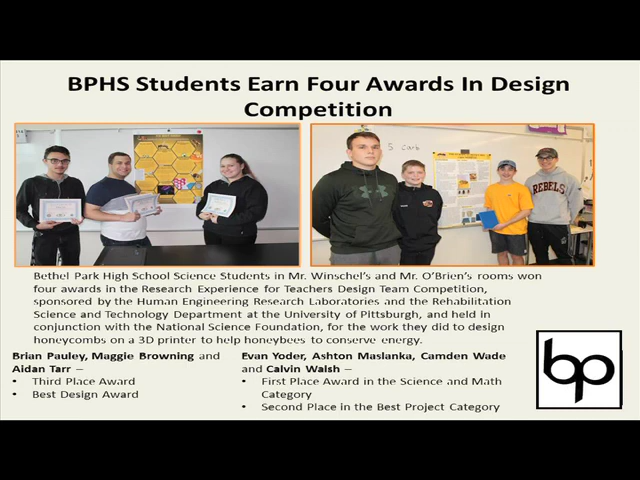 BPHS Students Earn Four Awards In Design
Competition
S Carb
REBELS
Bethel Park High School Science Students in Mr. Winschel's and Mr. O'Brien's rooms won
four awards in the Research Experience for Teachers Design Team Competition,
sponsored by the Human Engineering Research Laboratories and the Rehabilitation
Science and Technology Department at the University of Pittsburgh, and held in
conjunction with the National Science Foundation, for the work they did to design
honeycombs on a 3D printer to help honeybees to conserve energy.
Brian Pauley, Maggie Browning and
Aidan Tarr –
• Third Place Award
• Best Design Award
Evan Yoder, Ashton Maslanka, Camden Wade
and Calvin Walsh –
• First Place Award in the Science and Math
Category
• Second Place in the Best Project Category
bp